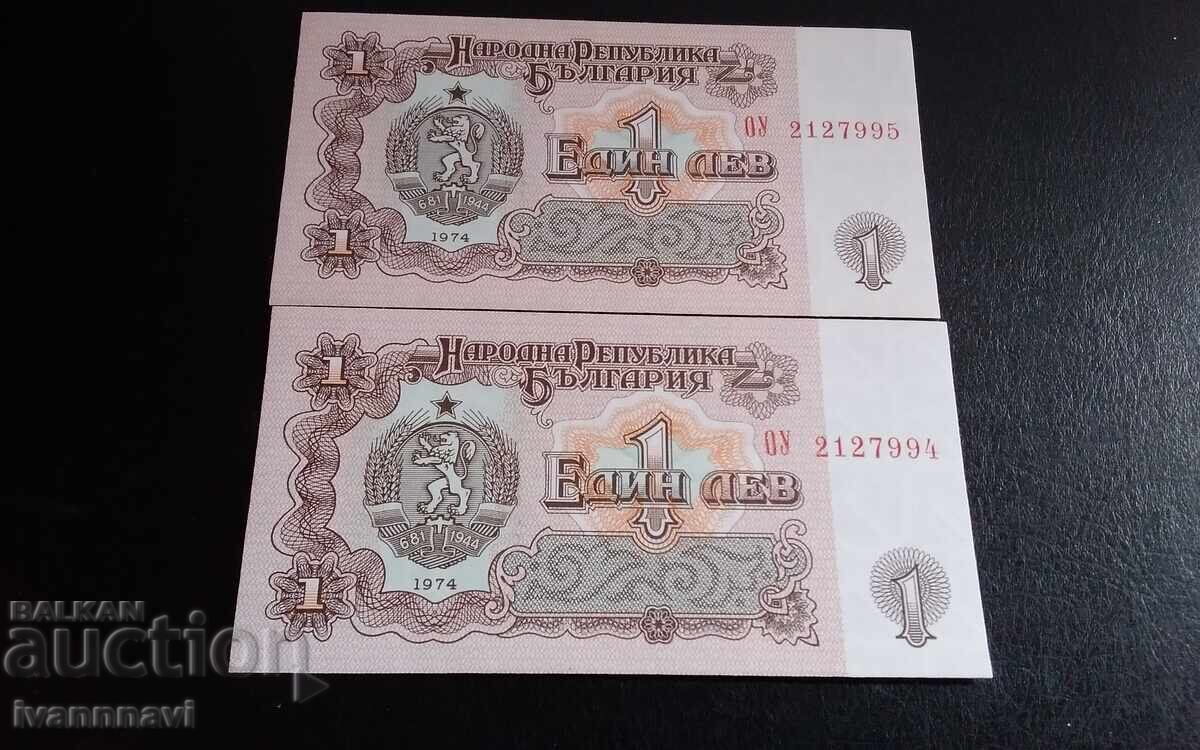 1
Народна Република
България
ОУ 2127995
1
Един лев
681 1944
1974
1
1
1
Народна Република
България
ОУ 2127994
1
Един лев
681 1944
1974
1
1
BALKAN
auction
ivannnnavi